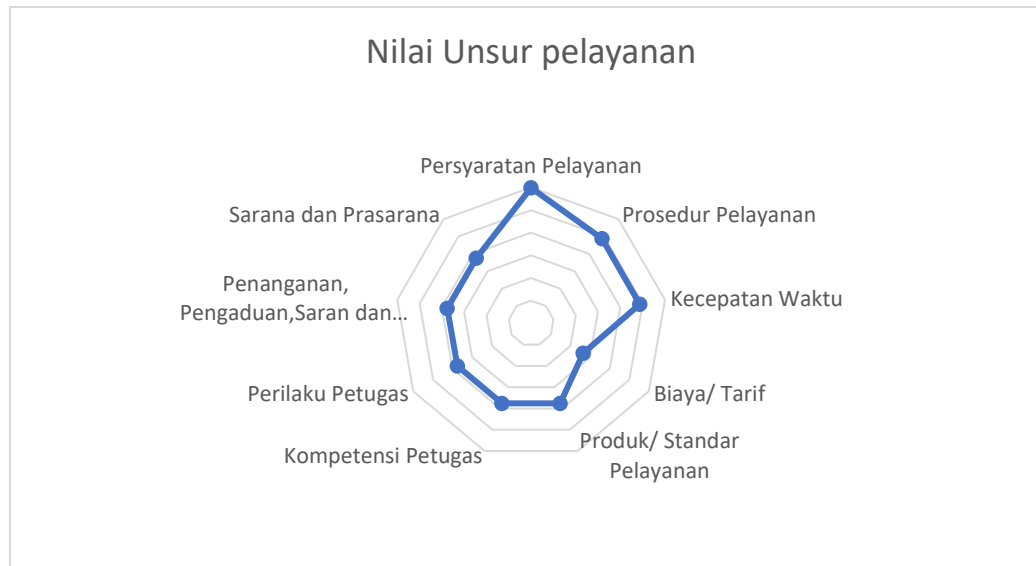 Nilai Unsur pelayanan
Persyaratan Pelayanan
Prosedur Pelayanan
Kecepatan Waktu
Biaya/ Tarif
Produk/ Standar
Pelayanan
Kompetensi Petugas
Perilaku Petugas
Penanganan,
Pengaduan,Saran dan...
Sarana dan Prasarana